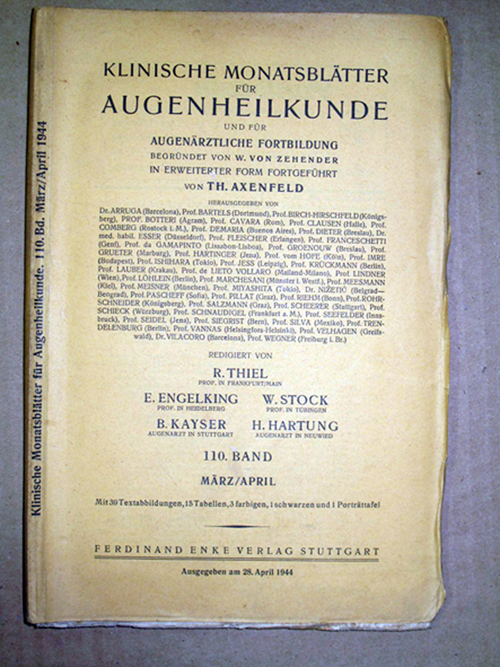 Klinische Monatsblätter für Augenheilkunde. 110. Bd. März/April 1944
KLINISCHE MONATSBLÄTTER
FÜR
AUGENHEILKUNDE
UND FÜR
AUGENÄRZTLICHE FORTBILDUNG
BEGRÜNDET VON W. VON ZEHENDER
IN ERWEITERTER FORM FORTGEFÜHRT
VON TH. AXENFELD
HERAUSGEGEBEN VON
Dr. ARRUGA (Barcelona), Prof. BARTELS (Dortmund), Prof. BIRCH-HIRSCHFELD (Königs-
berg), PROF. BOTTERI (Agram), Prof. CAVARA (Rom), Prof. CLAUSEN (Halle), Prof.
COMBERG (Rostock i. M.), Prof. DEMARIA (Buenos Aires), Prof. DIETER (Breslau), Dr.
med. habil. ESSER (Düsseldorf), Prof. FLEISCHER (Erlangen), Prof. FRANCESCHETTI
(Genf), Prof. da GAMAPINTO (Lissabon-Lisboa), Prof. GROENOUW (Breslau), Prof.
GRUETER (Marburg), Prof. HARTINGER (Jena), Prof. vom HOFE (Köln), Prof. IMRE
(Budapest), Prof. ISHIHARA (Tokio), Prof. JESS (Leipzig), Prof. KRÜCKMANN (Berlin),
Prof. LAUBER (Krakau), Prof. de LIETO VOLLARO (Mailand-Milano), Prof. LINDNER
(Wien), Prof. LÖHLEIN (Berlin), Prof. MARCHESANI (Münster i. Westf.), Prof. MEESMANN
(Kiel), Prof. MEISSNER (München), Prof. MIYASHITA (Tokio), Dr. NIŽETIĆ (Belgrad—
Beograd), Prof. PASCHEFF (Sofia), Prof. PILLAT (Graz), Prof. RIEHM (Bonn), Prof. ROHR-
SCHNEIDER (Königsberg), Prof. SALZMANN (Graz), Prof. SCHEERER (Stuttgart), Prof.
SCHIECK (Würzburg), Prof. SCHNAUDIGEL (Frankfurt a. M.), Prof. SEEFELDER (Inns-
bruck), Prof. SEIDEL (Jena), Prof. SIEGRIST (Bern), Prof. SILVA (Mexiko), Prof. TREN-
DELENBURG (Berlin), Prof. VANNAS (Helsingfors-Helsinki), Prof. VELHAGEN (Greifs-
wald), Dr. VILACORO (Barcelona), Prof. WEGNER (Freiburg i. Br.)
REDIGIERT VON
R. THIEL
PROF. IN FRANKFURT/MAIN
E. ENGELKING W. STOCK
PROF. IN HEIDELBERG PROF. IN TÜBINGEN
B. KAYSER H. HARTUNG
AUGENARZT IN STUTTGART AUGENARZT IN NEUWIED
110. BAND
MÄRZ/APRIL
Mit 30 Textabbildungen, 15 Tabellen, 3 farbigen, 1 schwarzen und 1 Porträttafel
FERDINAND ENKE VERLAG STUTTGART
Ausgegeben am 28. April 1944